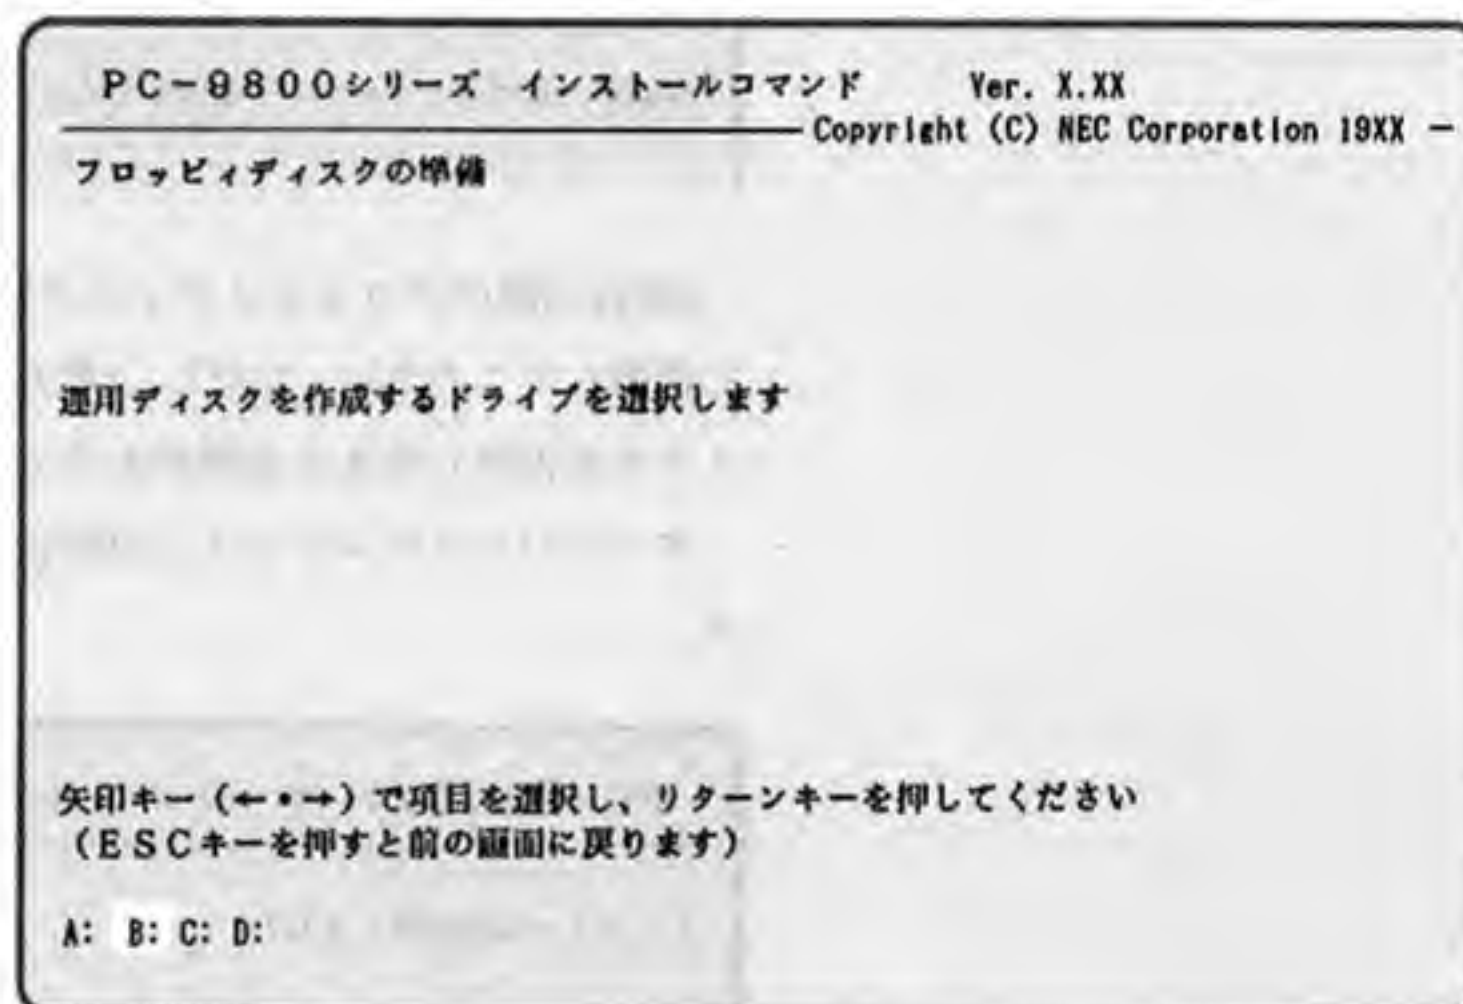 PC-9800シリーズ インストールコマンド Ver. X.XX
Copyright (C) NEC Corporation 19XX
フロッピィディスクの準備
運用ディスクを作成するドライブを選択します
矢印キー(←・→)で項目を選択し、リターンキーを押してください
(ESCキーを押すと前の画面に戻ります)
A: B: C: D: